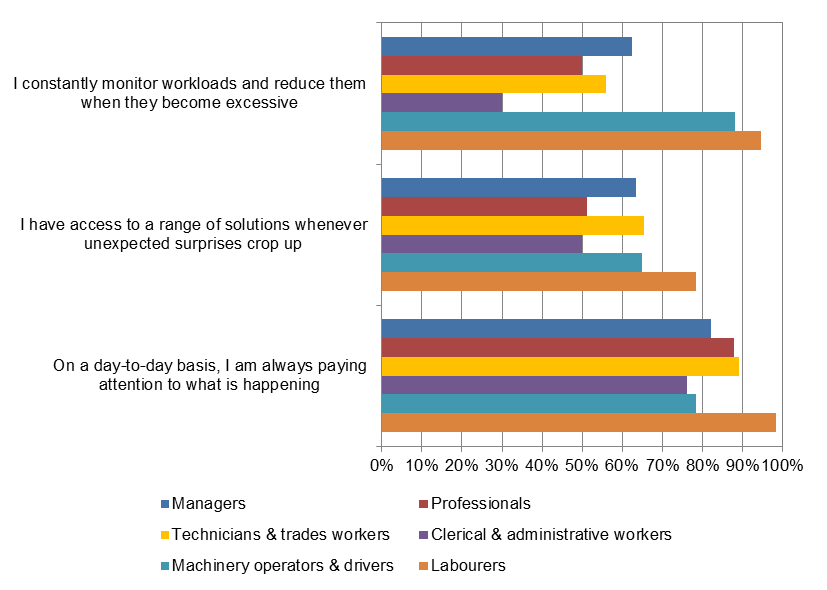 I constantly monitor workloads and reduce them
when they become excessive
I have access to a range of solutions whenever
unexpected surprises crop up
On a day-to-day basis, I am always paying
attention to what is happening
0% 10% 20% 30% 40% 50% 60% 70% 80% 90% 100%
Managers Professionals
Technicians & trades workers Clerical & administrative workers
Machinery operators & drivers Labourers